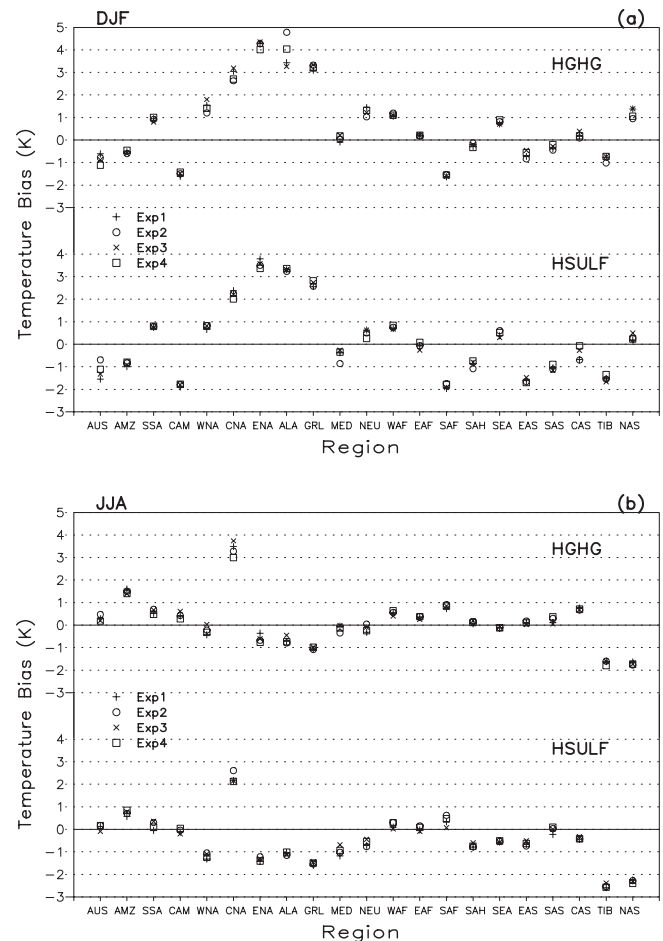 DJF (a)
5
4
3
2
1
0
−1
−2
−3
HGHG
Temperature Bias (K)
+ Exp1
○ Exp2
× Exp3
□ Exp4
HSULF
4
3
2
1
0
−1
−2
−3
AUS AMZ SSA CAM WNA CNA ENA ALA GRL MED NEU WAF EAF SAF SAH SEA EAS SAS CAS TIB NAS
Region
JJA (b)
5
4
3
2
1
0
−1
−2
−3
HGHG
Temperature Bias (K)
+ Exp1
○ Exp2
× Exp3
□ Exp4
HSULF
4
3
2
1
0
−1
−2
−3
AUS AMZ SSA CAM WNA CNA ENA ALA GRL MED NEU WAF EAF SAF SAH SEA EAS SAS CAS TIB NAS
Region